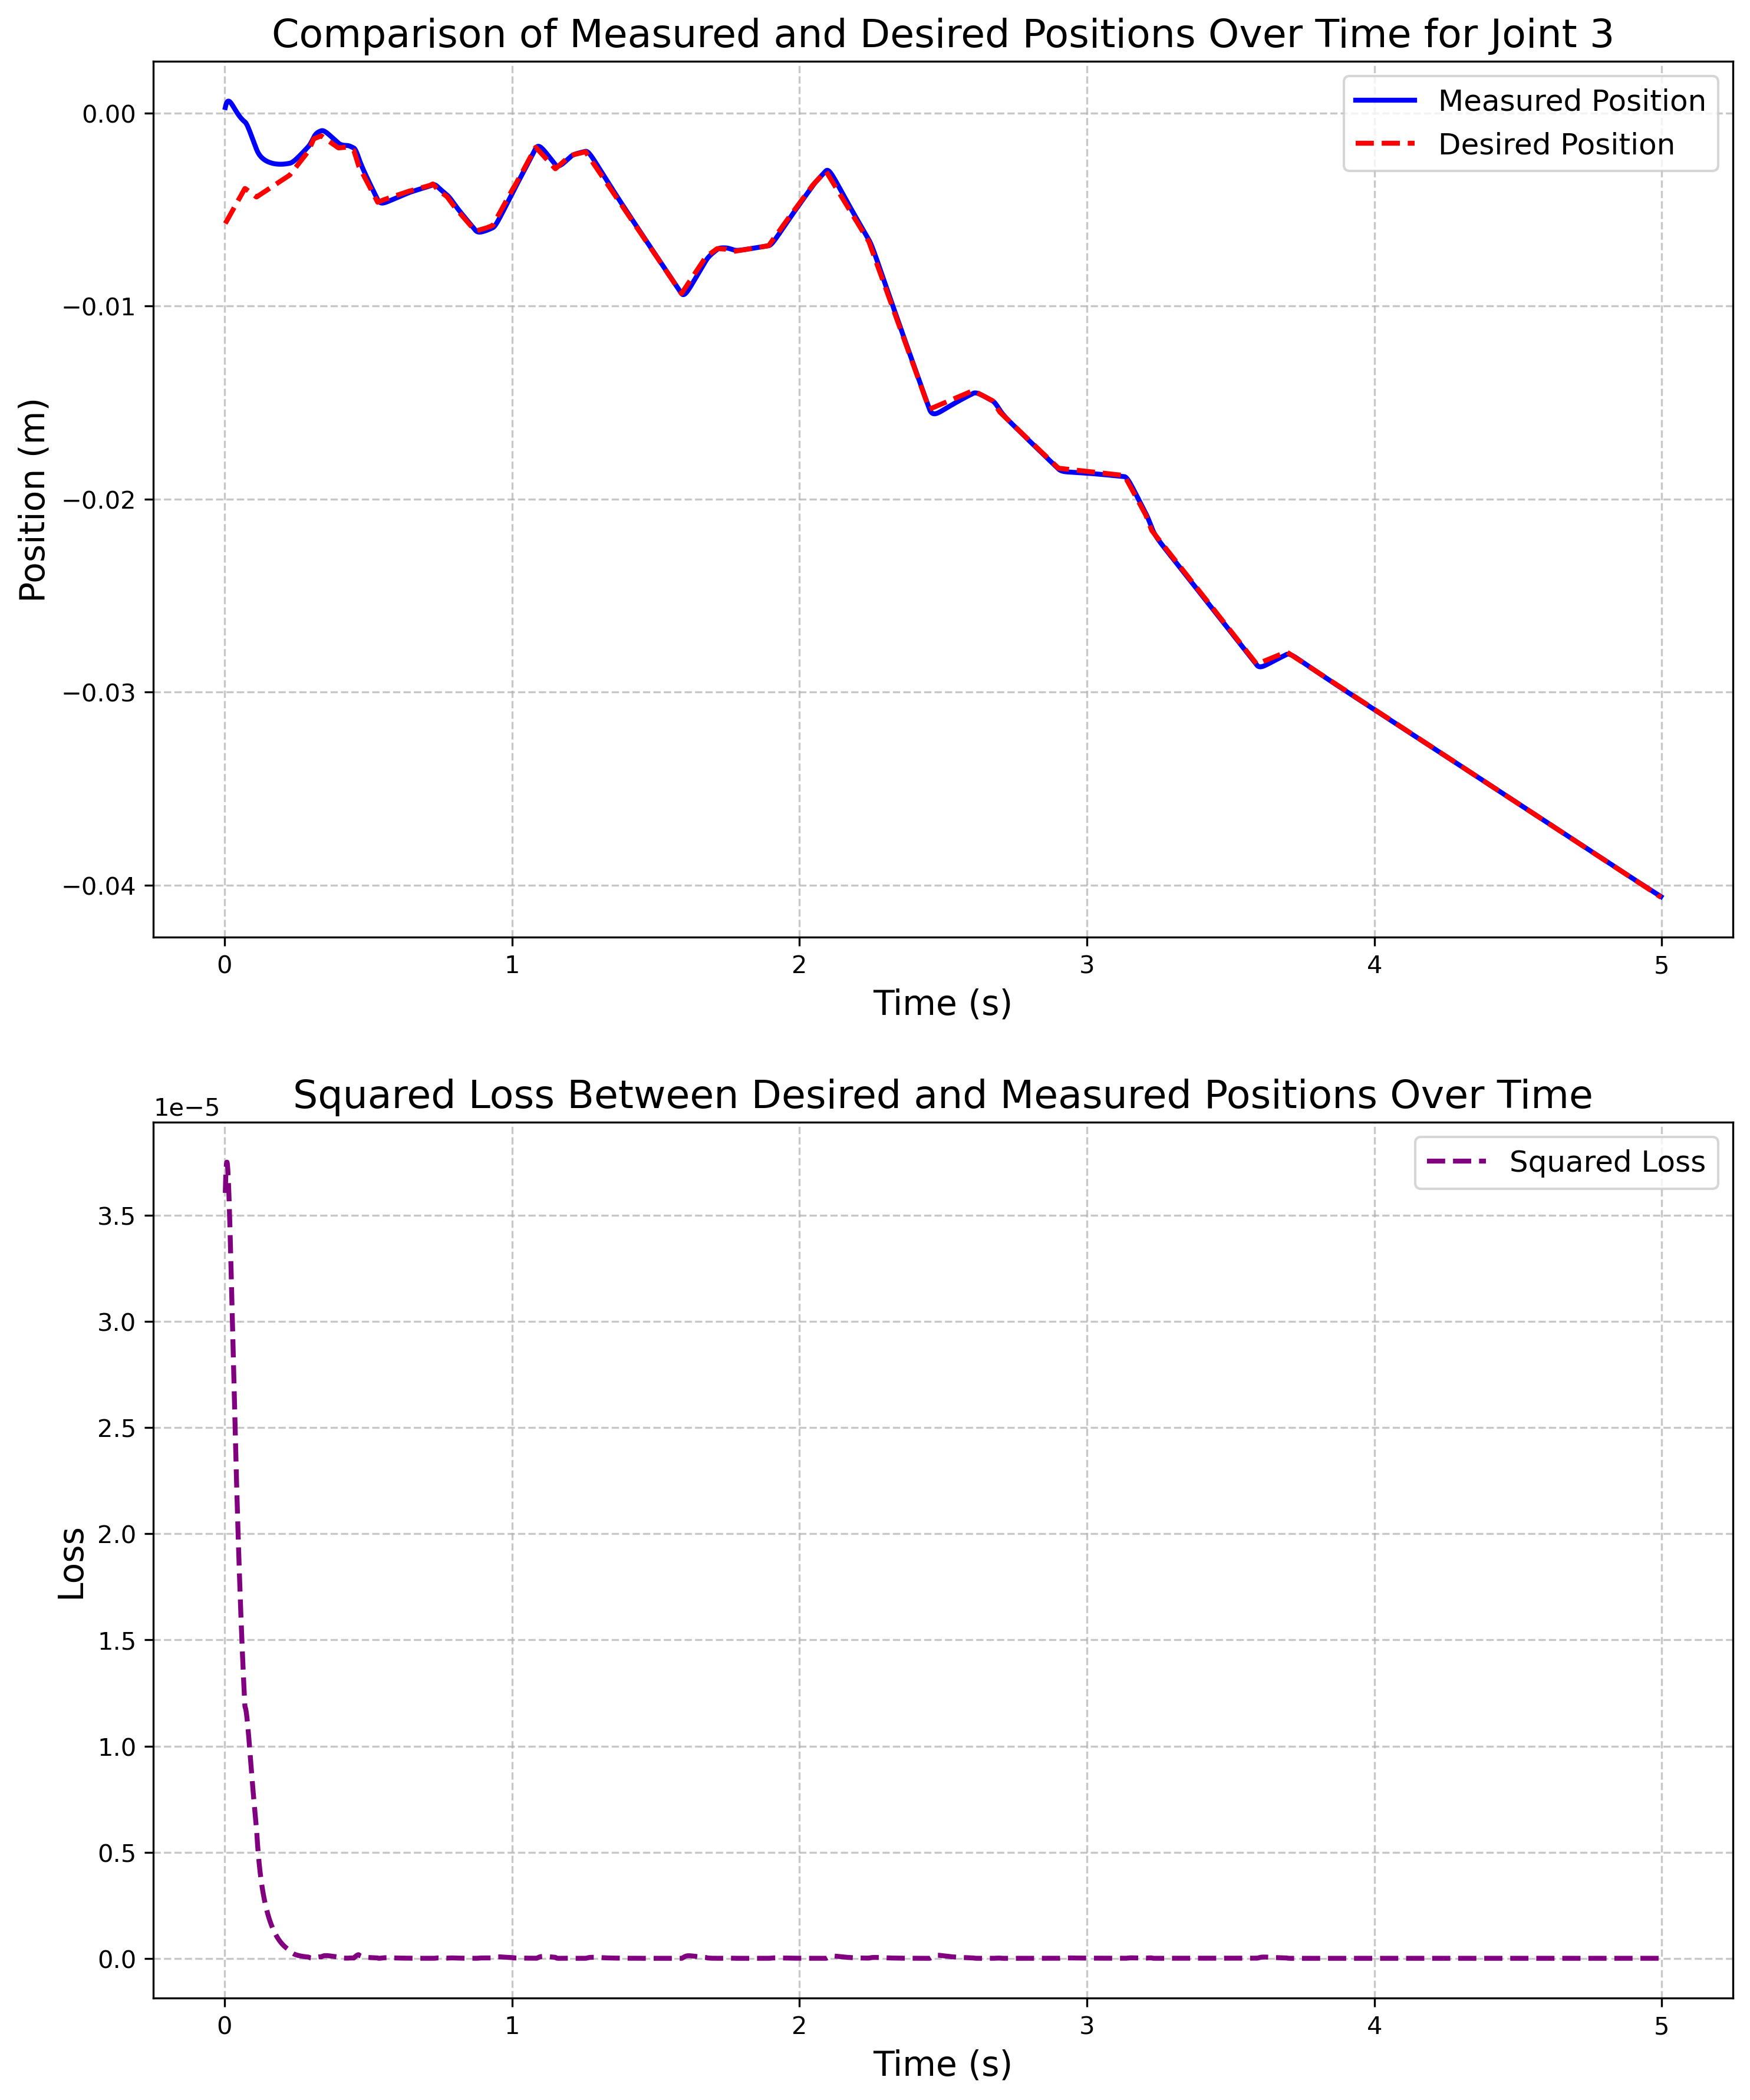 Comparison of Measured and Desired Positions Over Time for Joint 3
Measured Position
Desired Position
0.00
−0.01
−0.02
−0.03
−0.04
Position (m)
0 1 2 3 4 5
Time (s)
Squared Loss Between Desired and Measured Positions Over Time
1e−5
Squared Loss
3.5
3.0
2.5
2.0
1.5
1.0
0.5
0.0
Loss
0 1 2 3 4 5
Time (s)